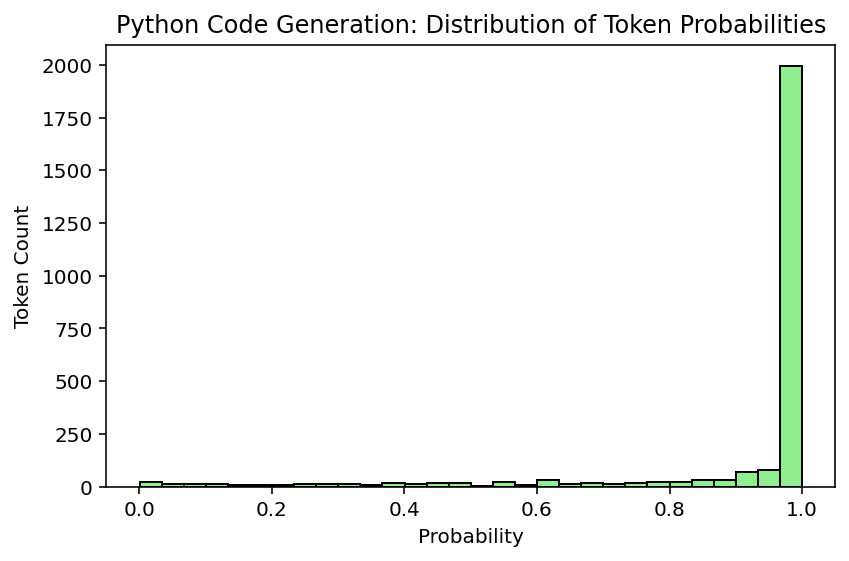 Python Code Generation: Distribution of Token Probabilities
2000
1750
1500
1250
1000
750
500
250
0
Token Count
0.0 0.2 0.4 0.6 0.8 1.0
Probability